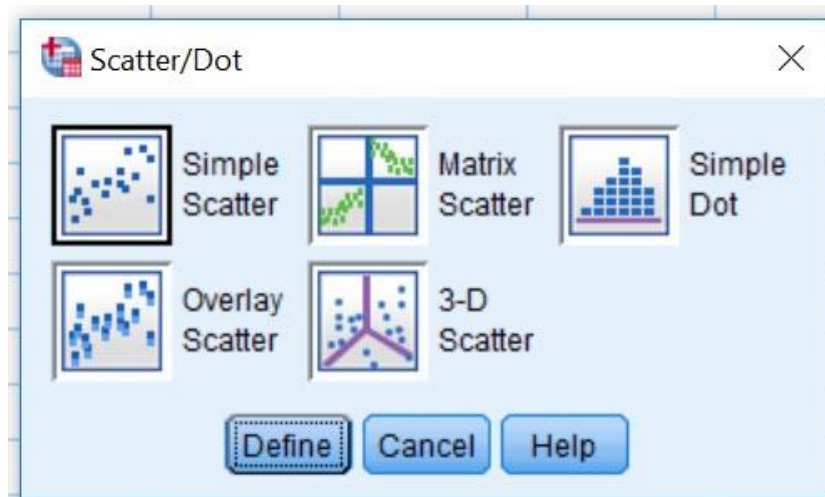 Scatter/Dot
Simple
Scatter
Matrix
Scatter
Simple
Dot
Overlay
Scatter
3-D
Scatter
Define
Cancel
Help